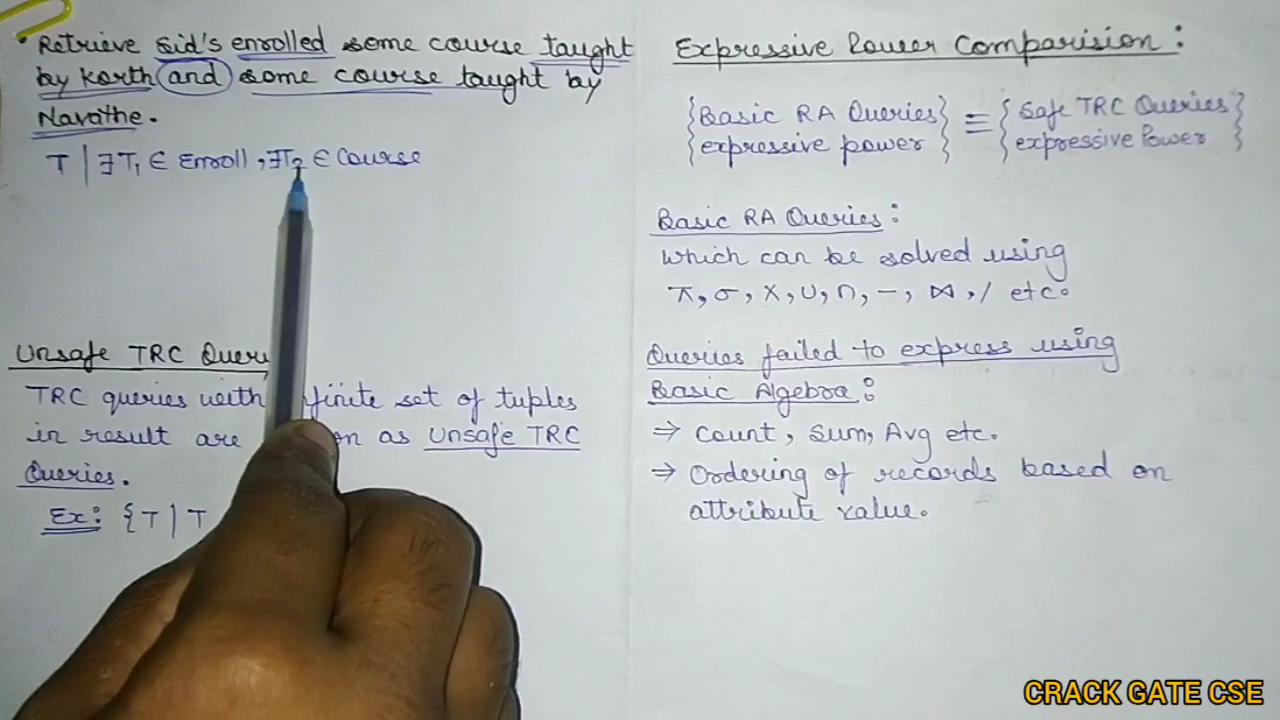 • Retrieve sid's enrolled some course taught
by Korth and some course taught by
Navathe.
T | ∃T₁ ∈ Enroll, ∃T₂ ∈ Course
Unsafe TRC
TRC queries with set of tuples
in result are as Unsafe TRC
Queries.
Ex: {T | T
Expressive Power Comparision:
{Basic RA Queries expressive power} ≡ {Safe TRC Queries expressive Power}
Basic RA Queries:
Which can be solved using
π, σ, ×, ∪, ∩, −, ⋈, / etc.
Queries failed to express using
Basic Algebra:
⇒ Count, Sum, Avg etc.
⇒ Ordering of records based on
attribute value.
CRACK GATE CSE